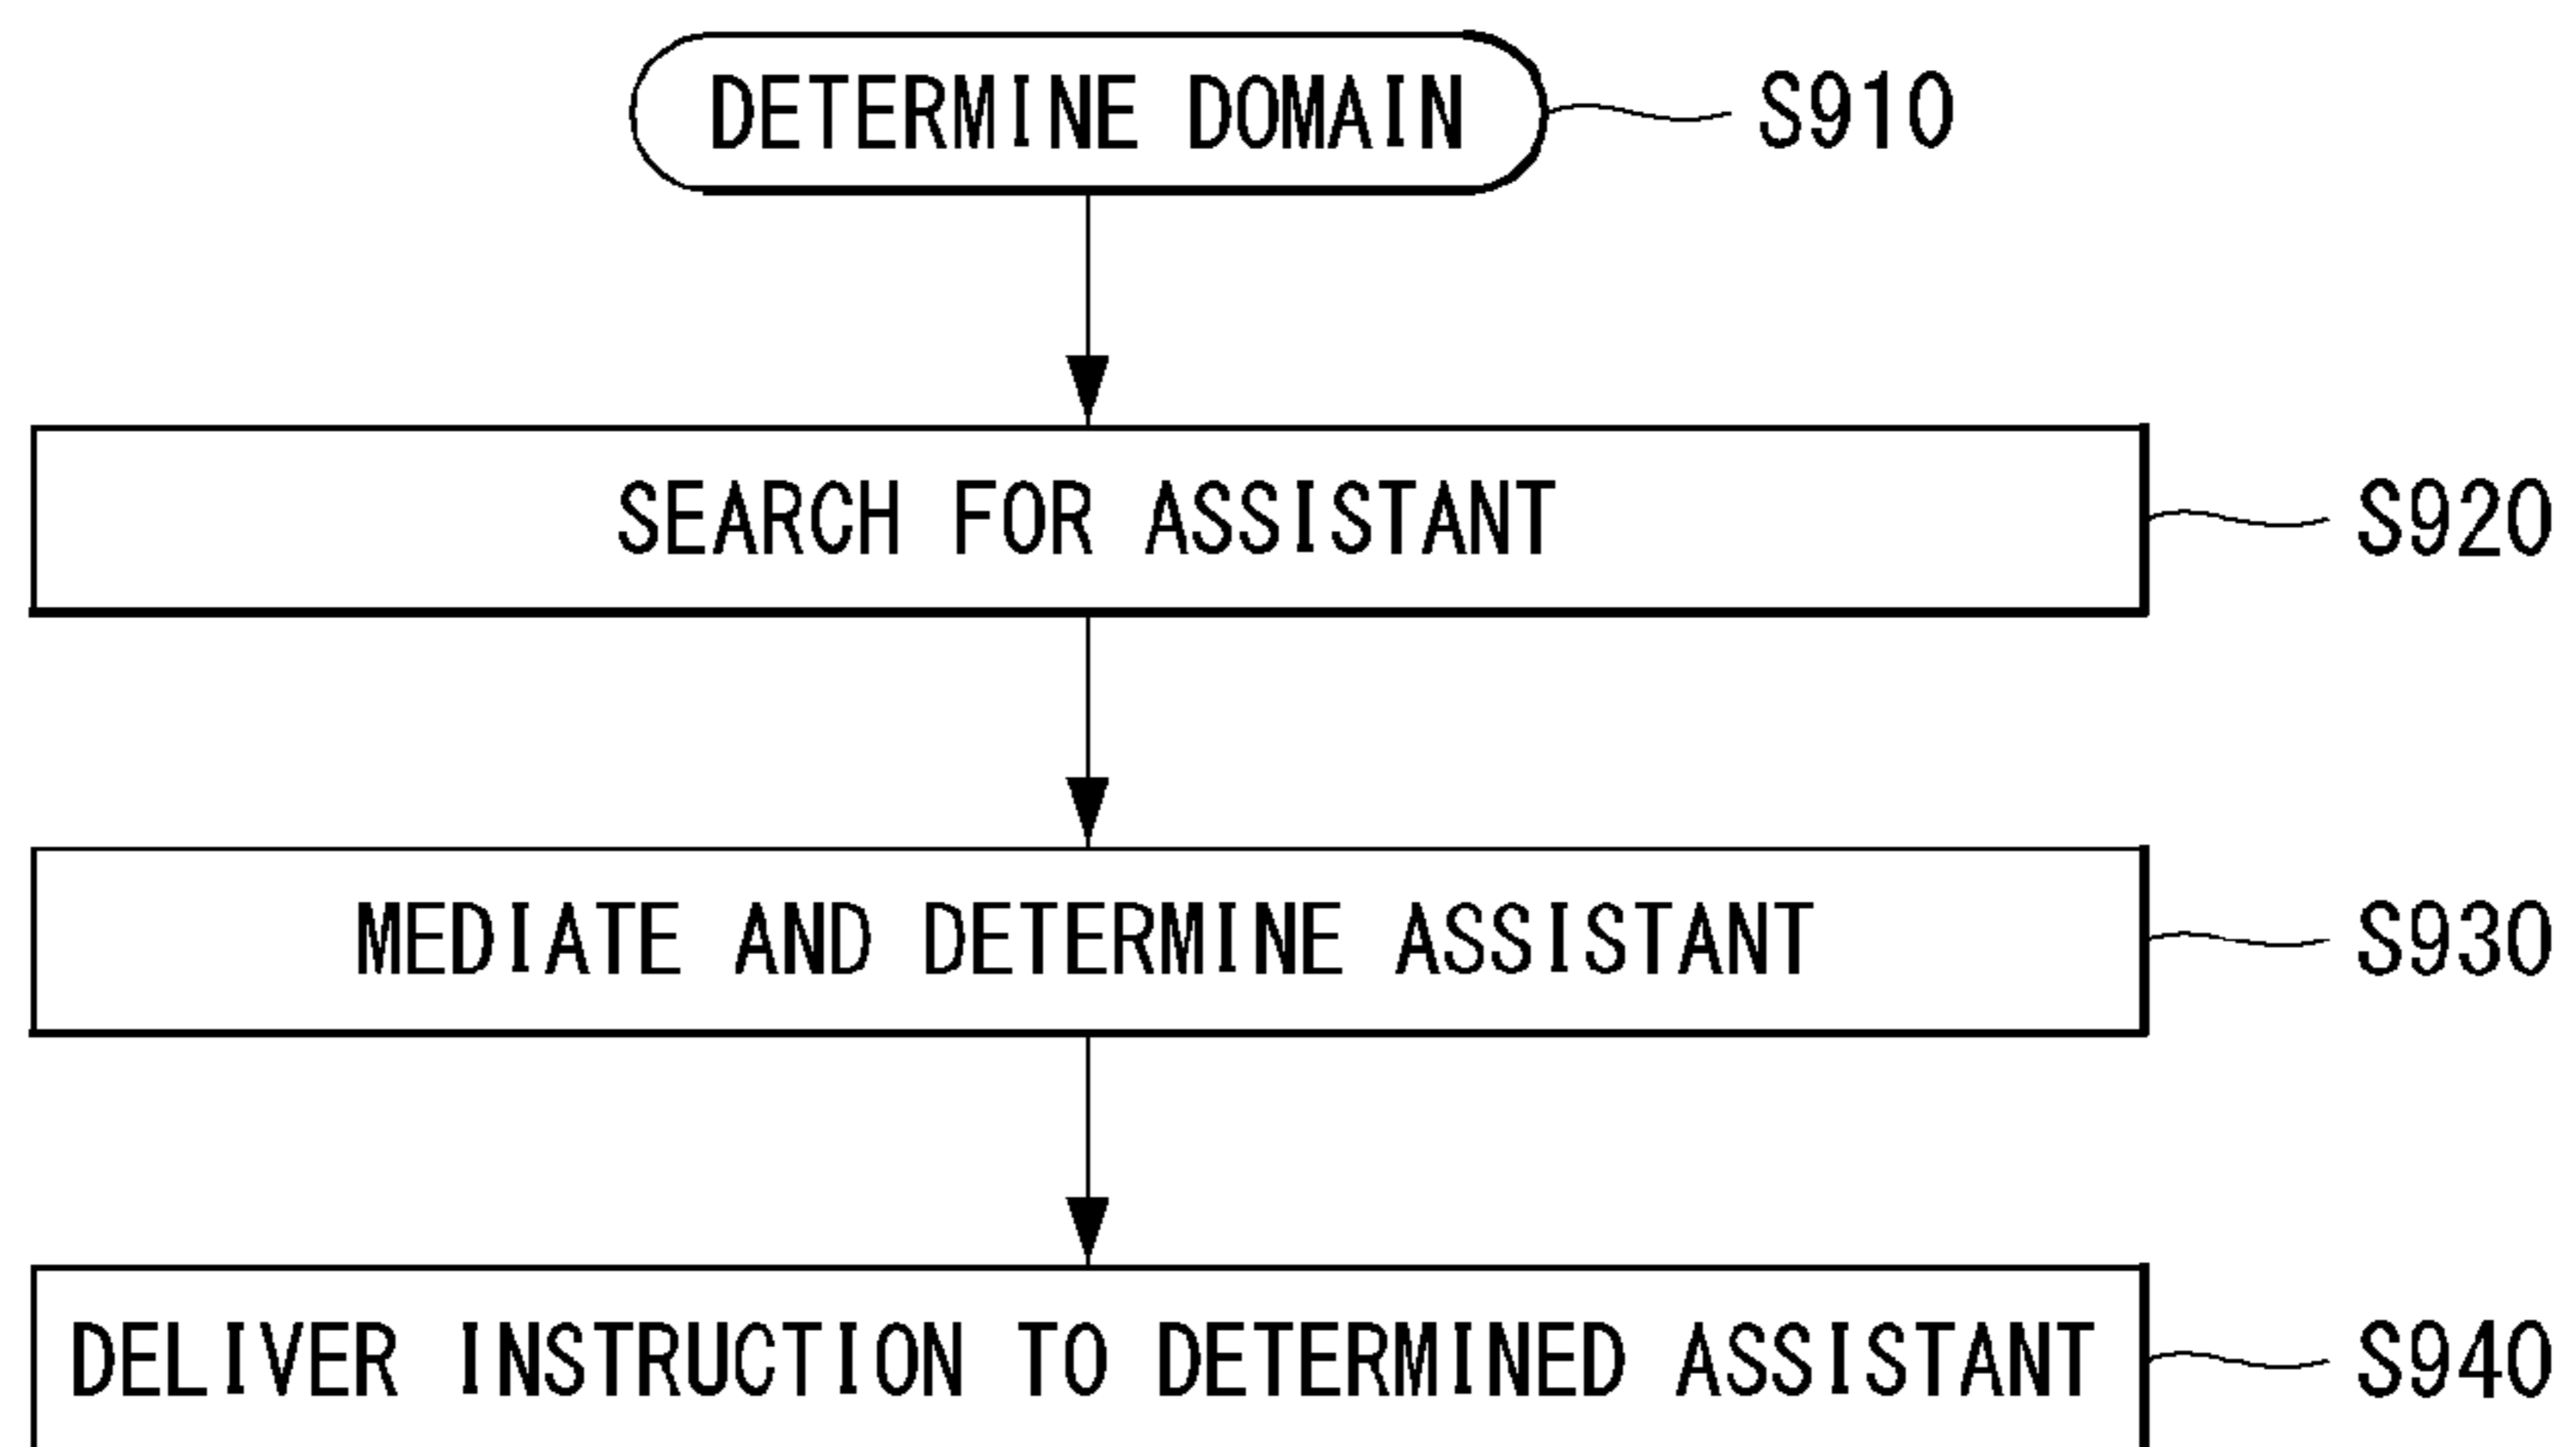 DETERMINE DOMAIN S910
SEARCH FOR ASSISTANT S920
MEDIATE AND DETERMINE ASSISTANT S930
DELIVER INSTRUCTION TO DETERMINED ASSISTANT S940